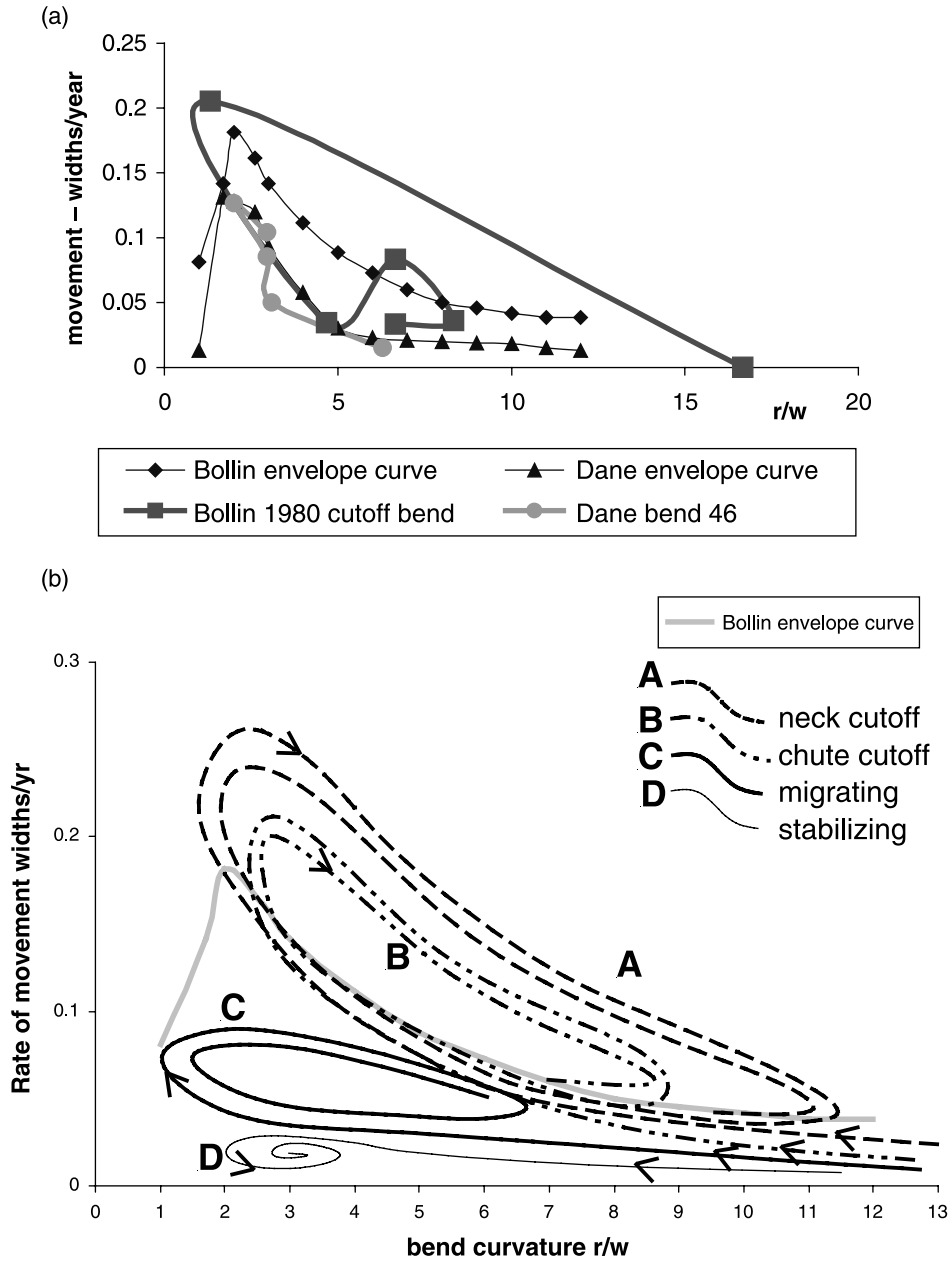 (a)
0.25
0.2
0.15
0.1
0.05
0
movement – widths/year
0 5 10 15 20
r/w
Bollin envelope curve Dane envelope curve
Bollin 1980 cutoff bend Dane bend 46
(b)
Bollin envelope curve
A neck cutoff
B chute cutoff
C migrating
D stabilizing
0.3
0.2
0.1
0
Rate of movement widths/yr
A
B
C
D
0 1 2 3 4 5 6 7 8 9 10 11 12 13
bend curvature r/w